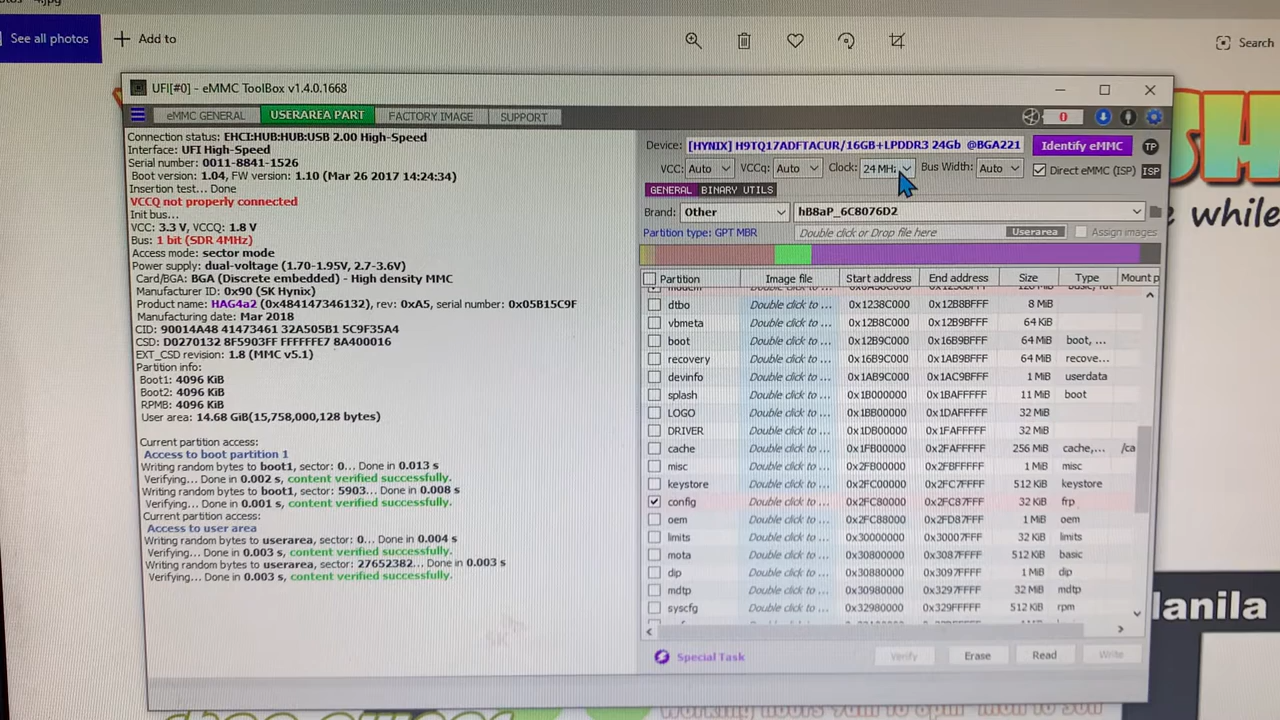 See all photos
Add to
Search
UFI[#0] - eMMC ToolBox v1.4.0.1668
eMMC GENERAL USERAREA PART FACTORY IMAGE SUPPORT
0
Connection status: EHCI:HUB:HUB:USB 2.00 High-Speed
Interface: UFI High-Speed
Serial number: 0011-8841-1526
Boot version: 1.04, FW version: 1.10 (Mar 26 2017 14:24:34)
Insertion test... Done
VCCQ not properly connected
Init bus...
VCC: 3.3 V, VCCQ: 1.8 V
Bus: 1 bit (SDR 4MHz)
Access mode: sector mode
Power supply: dual-voltage (1.70-1.95V, 2.7-3.6V)
Card/BGA: BGA (Discrete embedded) - High density MMC
Manufacturer ID: 0x90 (SK Hynix)
Product name: HAG4a2 (0x484147346132), rev: 0xA5, serial number: 0x05B15C9F
Manufacturing date: Mar 2018
CID: 90014A48 41473461 32A505B1 5C9F35A4
CSD: D0270132 8F5903FF FFFFFFE7 8A400016
EXT_CSD revision: 1.8 (MMC v5.1)
Partition info:
Boot1: 4096 KiB
Boot2: 4096 KiB
RPMB: 4096 KiB
User area: 14.68 GiB(15,758,000,128 bytes)
Current partition access:
Access to boot partition 1
Writing random bytes to boot1, sector: 0... Done in 0.013 s
Verifying... Done in 0.002 s, content verified successfully.
Writing random bytes to boot1, sector: 5903... Done in 0.008 s
Verifying... Done in 0.001 s, content verified successfully.
Current partition access:
Access to user area
Writing random bytes to userarea, sector: 0... Done in 0.004 s
Verifying... Done in 0.003 s, content verified successfully.
Writing random bytes to userarea, sector: 27652382... Done in 0.003 s
Verifying... Done in 0.003 s, content verified successfully.
Device: [HYNIX] H9TQ17ADFTACUR/16GB+LPDDR3 24Gb @BGA221 Identify eMMC TP
VCC: Auto VCCq: Auto Clock: 24 MHz Bus Width: Auto Direct eMMC (ISP) ISP
GENERAL BINARY UTILS
Brand: Other hB8aP_6C8076D2
Partition type: GPT MBR Double click or Drop file here Userarea Assign images
Partition Image file Start address End address Size Type Mount p
dtbo Double click to ... 0x1238C000 0x12B8BFFF 8 MiB
vbmeta Double click to ... 0x12B8C000 0x12B9BFFF 64 KiB
boot Double click to ... 0x12B9C000 0x16B9BFFF 64 MiB boot, ...
recovery Double click to ... 0x16B9C000 0x1AB9BFFF 64 MiB recove...
devinfo Double click to ... 0x1AB9C000 0x1AC9BFFF 1 MiB userdata
splash Double click to ... 0x1B000000 0x1BAFFFFF 11 MiB boot
LOGO Double click to ... 0x1BB00000 0x1DAFFFFF 32 MiB
DRIVER Double click to ... 0x1DB00000 0x1FAFFFFF 32 MiB
cache Double click to ... 0x1FB00000 0x2FAFFFFF 256 MiB cache,... /ca
misc Double click to ... 0x2FB00000 0x2FBFFFFF 1 MiB misc
keystore Double click to ... 0x2FC00000 0x2FC7FFFF 512 KiB keystore
config Double click to ... 0x2FC80000 0x2FC87FFF 32 KiB frp
oem Double click to ... 0x2FC88000 0x2FD87FFF 1 MiB oem
limits Double click to ... 0x30000000 0x30007FFF 32 KiB limits
mota Double click to ... 0x30800000 0x3087FFFF 512 KiB basic
dip Double click to ... 0x30880000 0x3097FFFF 1 MiB dip
mdtp Double click to ... 0x30980000 0x3297FFFF 32 MiB mdtp
syscfg Double click to ... 0x32980000 0x329FFFFF 512 KiB rpm
Special Task Verify Erase Read Write
while
lanila